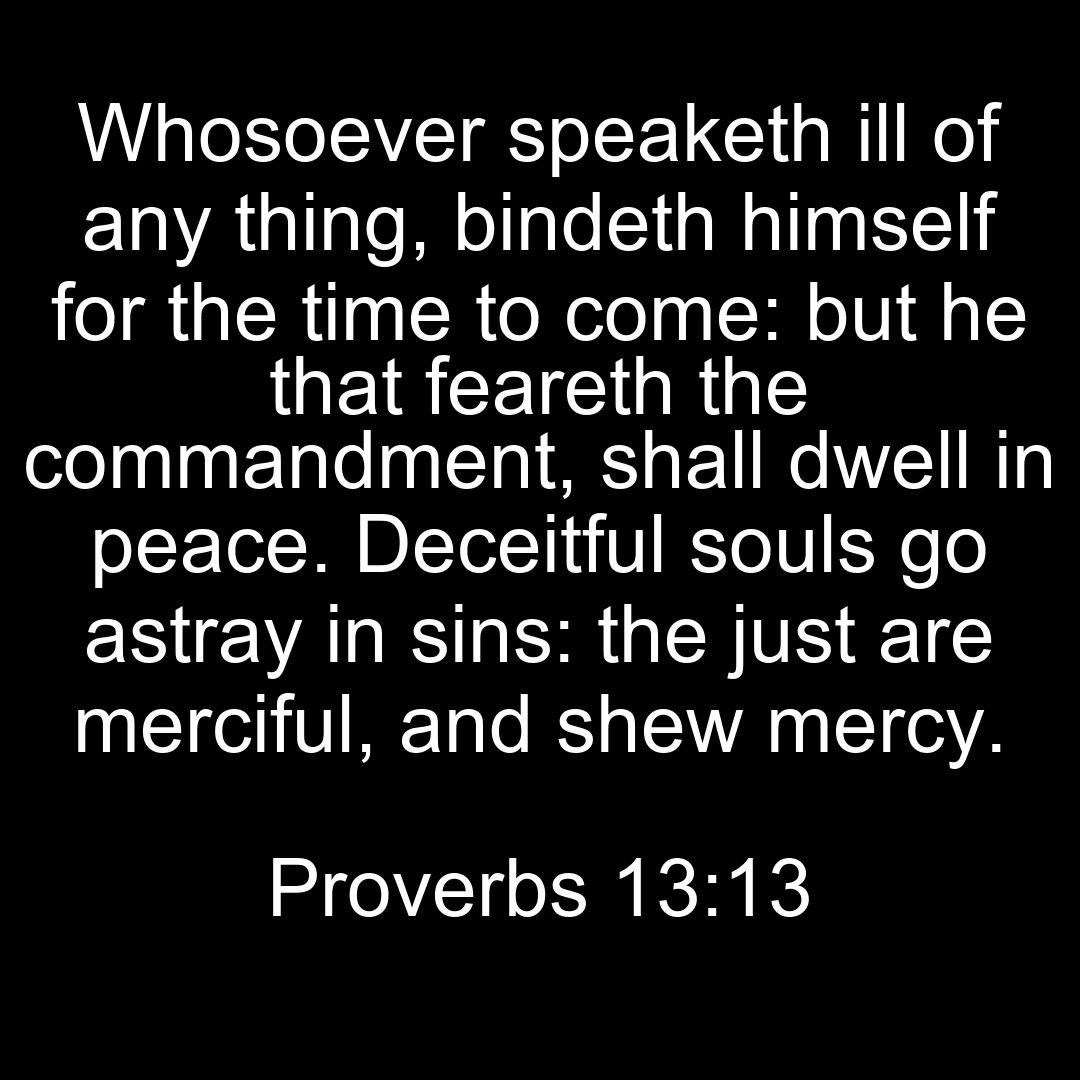 Whosoever speaketh ill of
any thing, bindeth himself
for the time to come: but he
that feareth the
commandment, shall dwell in
peace. Deceitful souls go
astray in sins: the just are
merciful, and shew mercy.
Proverbs 13:13